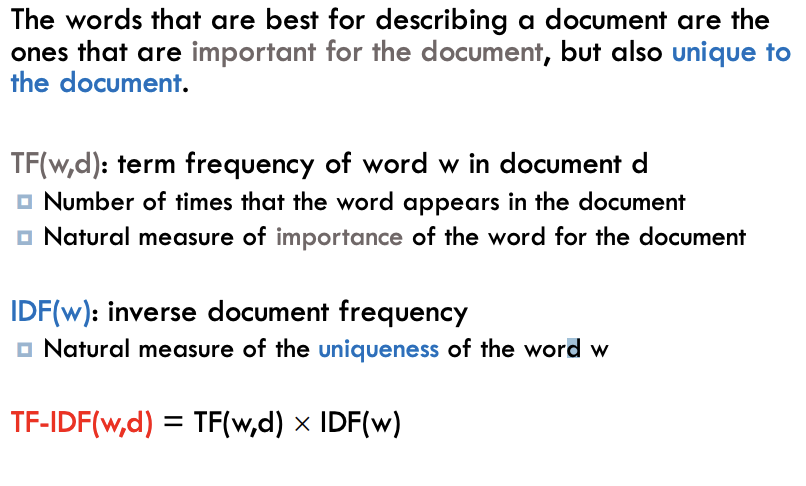 The words that are best for describing a document are the
ones that are important for the document, but also unique to
the document.
TF(w,d): term frequency of word w in document d
Number of times that the word appears in the document
Natural measure of importance of the word for the document
IDF(w): inverse document frequency
Natural measure of the uniqueness of the word w
TF-IDF(w,d) = TF(w,d) × IDF(w)